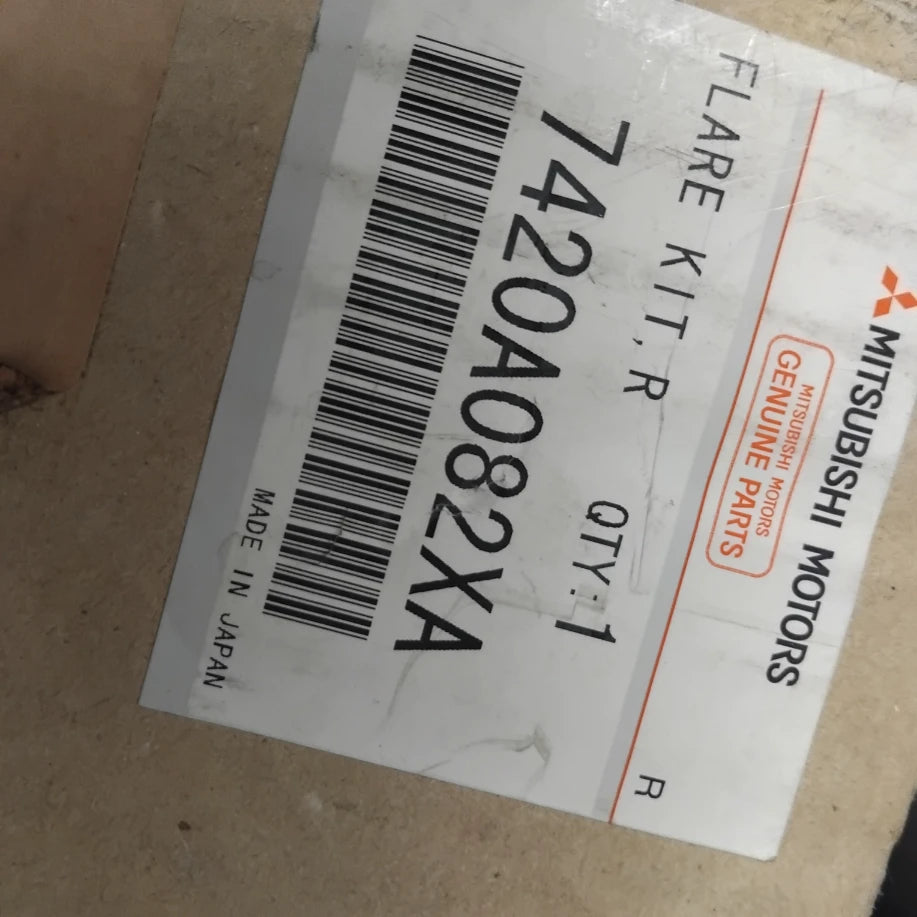 MITSUBISHI MOTORS
MITSUBISHI MOTORS
GENUINE PARTS
R
FLARE KIT,R
QTY:1
7420A082XA
MADE IN JAPAN